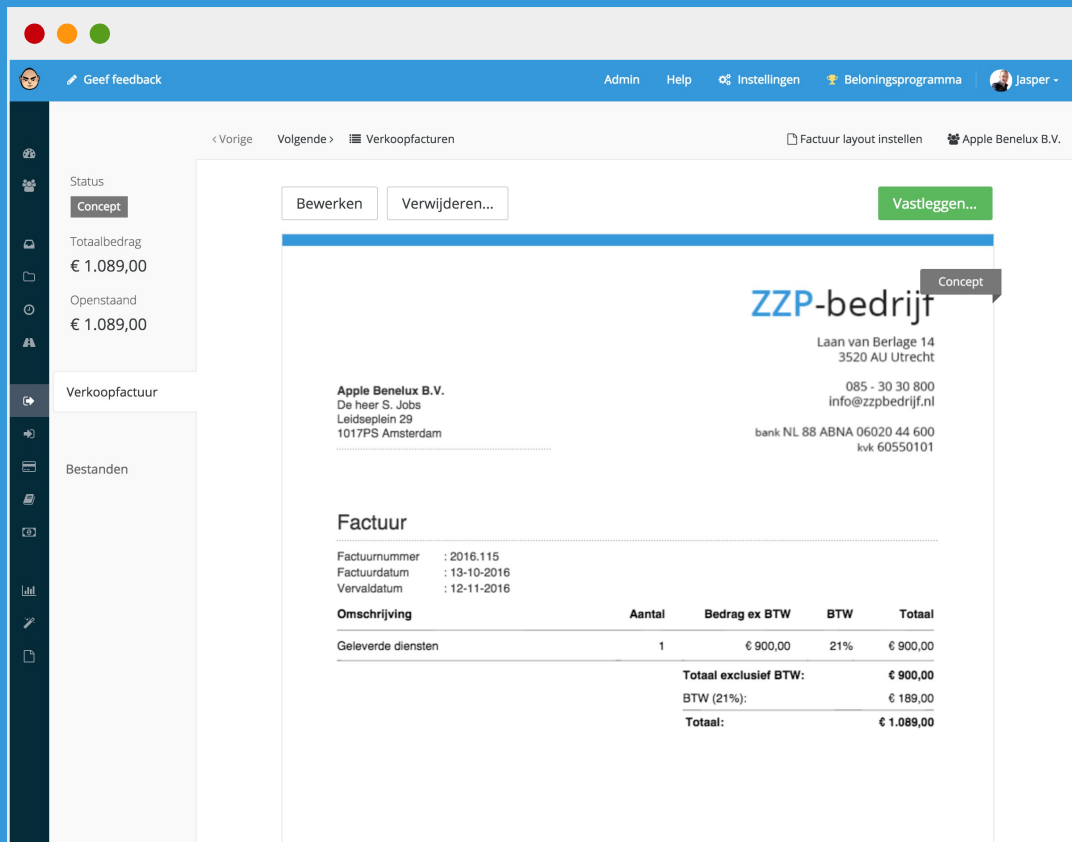 Geef feedback
Admin Help Instellingen Beloningsprogramma Jasper
< Vorige Volgende > Verkoopfacturen Factuur layout instellen Apple Benelux B.V.
Status
Concept
Totaalbedrag
€ 1.089,00
Openstaand
€ 1.089,00
Verkoopfactuur
Bestanden
Bewerken Verwijderen... Vastleggen...
Concept
ZZP-bedrijf
Laan van Berlage 14
3520 AU Utrecht
085 - 30 30 800
info@zzpbedrijf.nl
bank NL 88 ABNA 06020 44 600
kvk 60550101
Apple Benelux B.V.
De heer S. Jobs
Leidseplein 29
1017PS Amsterdam
Factuur
Factuurnummer : 2016.115
Factuurdatum : 13-10-2016
Vervaldatum : 12-11-2016
Omschrijving Aantal Bedrag ex BTW BTW Totaal
Geleverde diensten 1 € 900,00 21% € 900,00
Totaal exclusief BTW: € 900,00
BTW (21%): € 189,00
Totaal: € 1.089,00